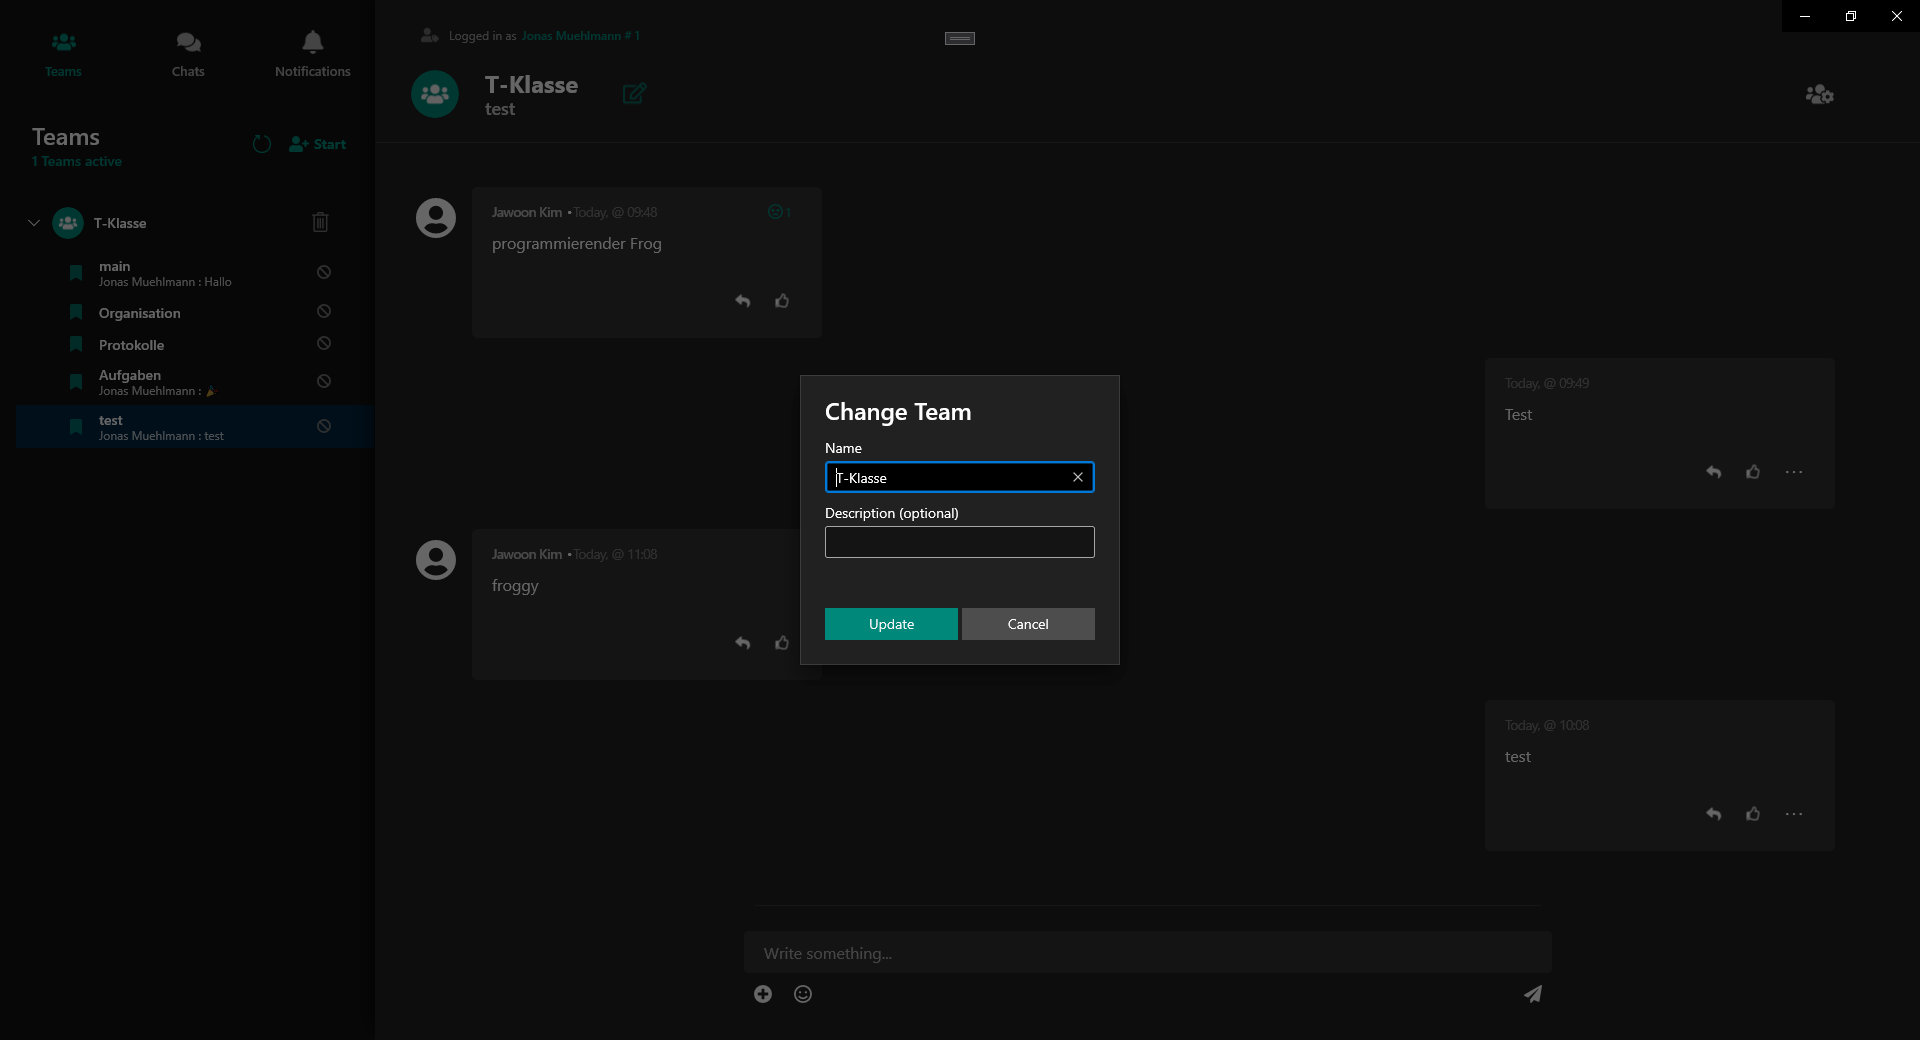 Teams
Chats
Notifications
Logged in as Jonas Muehlmann # 1
T-Klasse
test
Teams
1 Teams active
Start
T-Klasse
main
Jonas Muehlmann : Hallo
Organisation
Protokolle
Aufgaben
Jonas Muehlmann : 🎉
test
Jonas Muehlmann : test
Jawoon Kim • Today, @ 09:48
1
programmierender Frog
Today, @ 09:49
Test
Jawoon Kim • Today, @ 11:08
froggy
Today, @ 10:08
test
Change Team
Name
T-Klasse
Description (optional)
Update
Cancel
Write something...